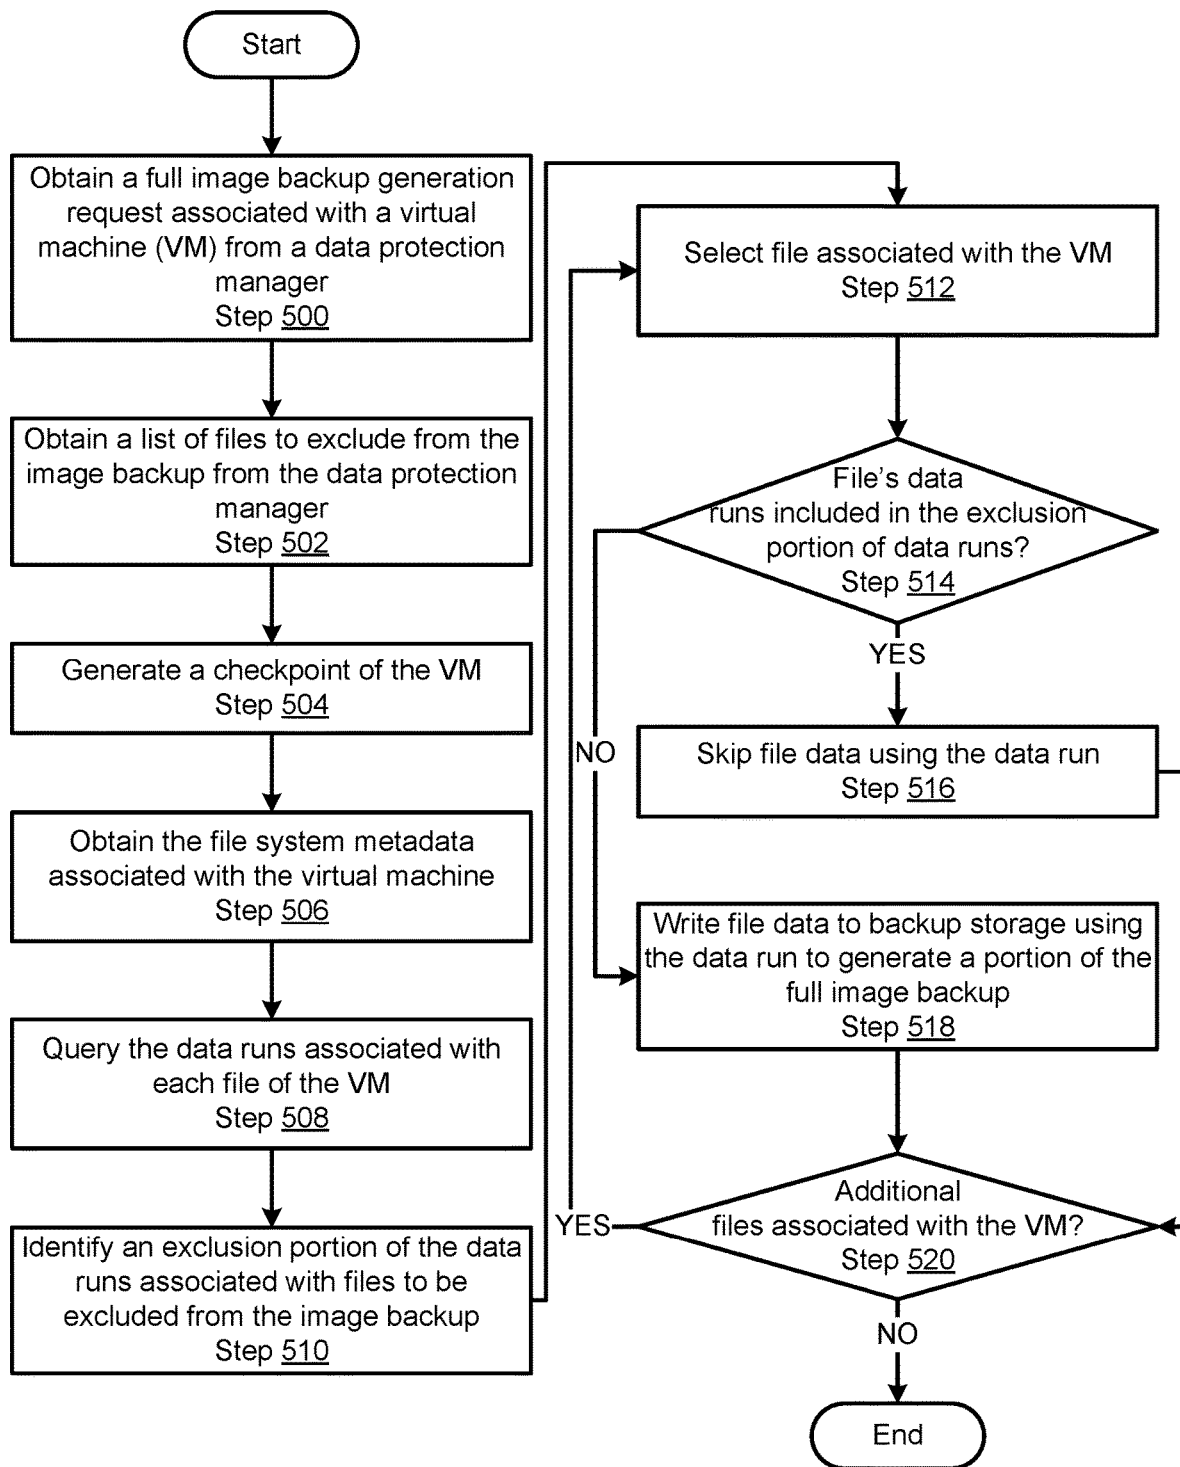 Start
Obtain a full image backup generation
request associated with a virtual
machine (VM) from a data protection
manager
Step 500
Obtain a list of files to exclude from the
image backup from the data protection
manager
Step 502
Generate a checkpoint of the VM
Step 504
Obtain the file system metadata
associated with the virtual machine
Step 506
Query the data runs associated with
each file of the VM
Step 508
Identify an exclusion portion of the data
runs associated with files to be
excluded from the image backup
Step 510
Select file associated with the VM
Step 512
File's data
runs included in the exclusion
portion of data runs?
Step 514
YES
NO
Skip file data using the data run
Step 516
Write file data to backup storage using
the data run to generate a portion of the
full image backup
Step 518
Additional
files associated with the VM?
Step 520
YES
NO
End